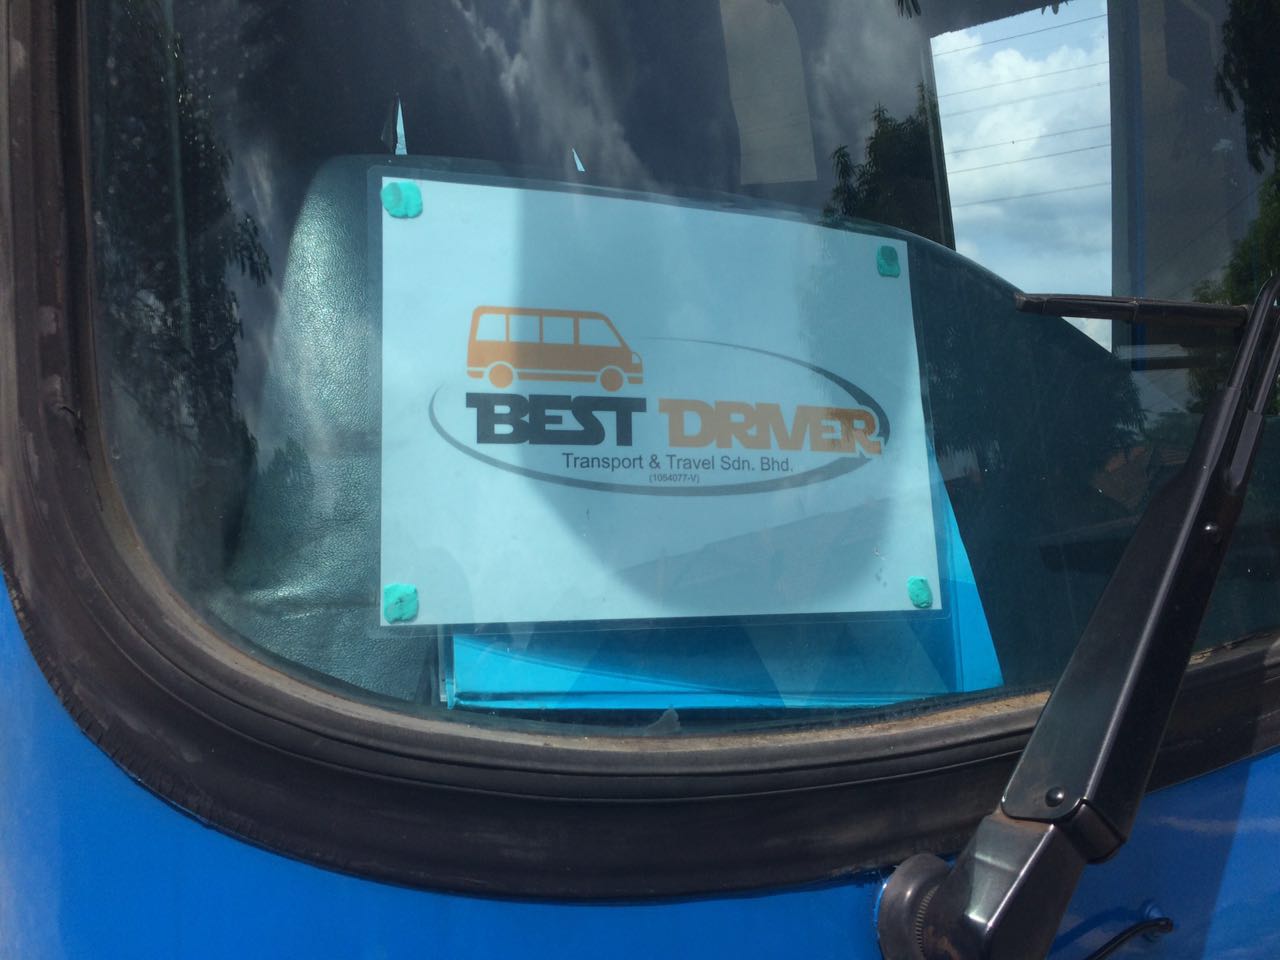 BEST DRIVER
Transport & Travel Sdn. Bhd.
(1054077-V)